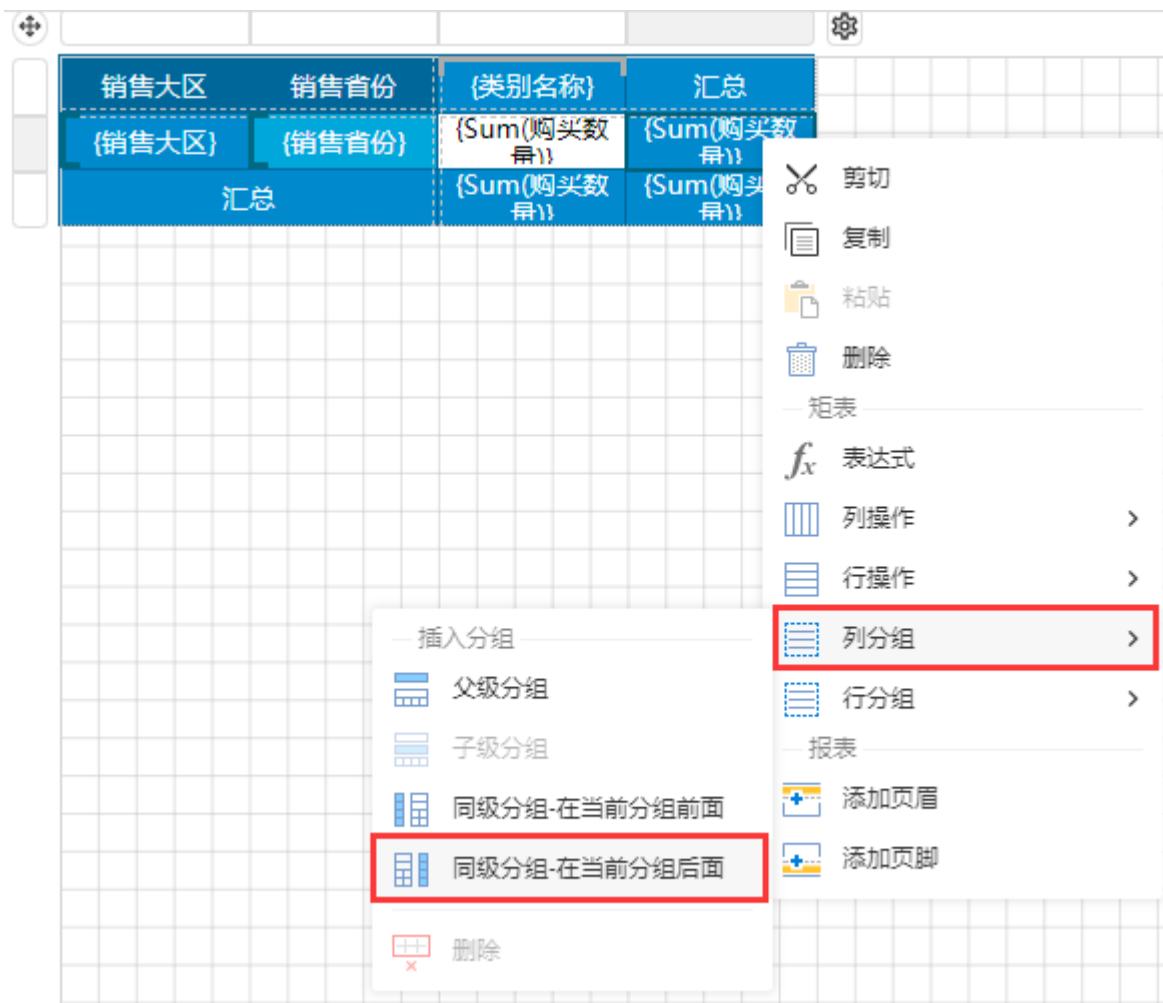 销售大区 销售省份 {类别名称} 汇总
{销售大区} {销售省份} {Sum(购买数量)} {Sum(购买数量)}
汇总 {Sum(购买数量)} {Sum(购买
剪切
复制
粘贴
删除
矩表
fx 表达式
列操作
行操作
列分组
行分组
报表
添加页眉
添加页脚
插入分组
父级分组
子级分组
同级分组-在当前分组前面
同级分组-在当前分组后面
删除